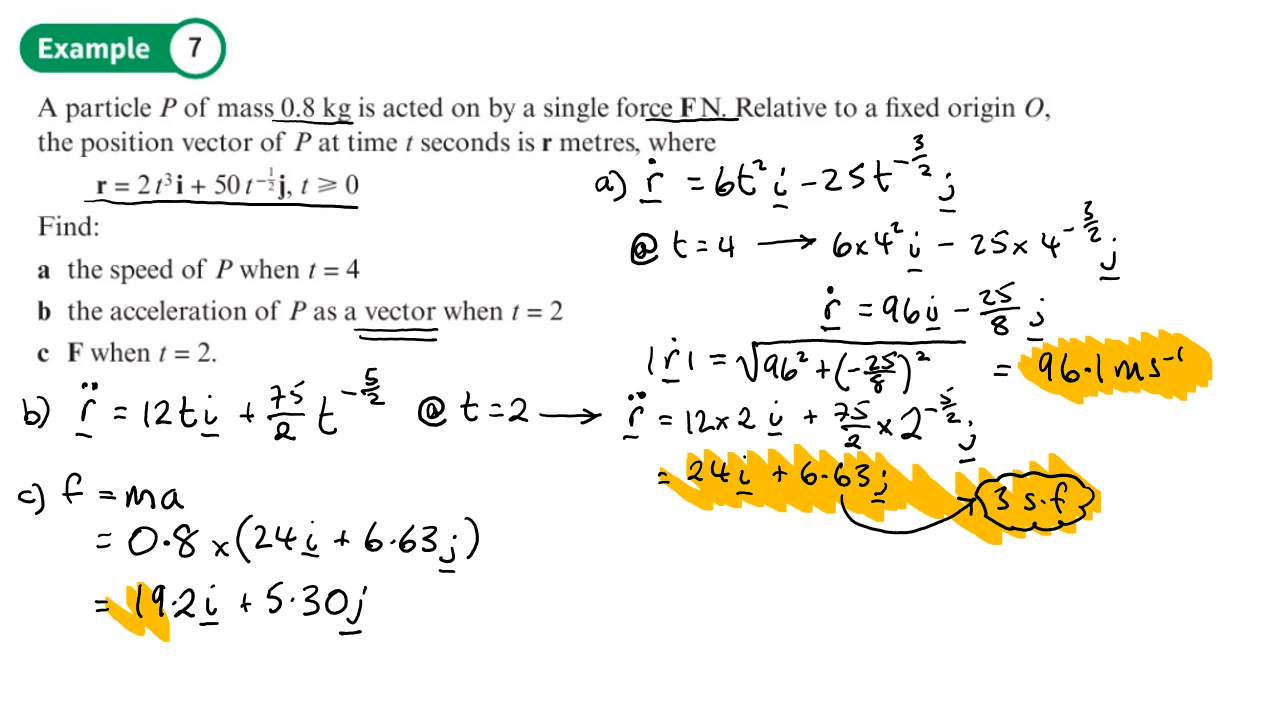 Example 7
A particle P of mass 0.8 kg is acted on by a single force F N. Relative to a fixed origin O,
the position vector of P at time t seconds is r metres, where
r = 2t³i + 50t^(-1/2)j, t ⩾ 0
Find:
a the speed of P when t = 4
b the acceleration of P as a vector when t = 2
c F when t = 2.
a) ṙ = 6t² i − 25t^(-3/2) j
@ t = 4 → 6×4² i − 25×4^(-3/2) j
ṙ = 96i − 25/8 j
|ṙ| = √(96² + (−25/8)²) = 96.1 ms⁻¹
b) r̈ = 12ti + 75/2 t^(-5/2) @ t = 2 → r̈ = 12×2 i + 75/2 × 2^(-5/2) j
= 24i + 6.63j → 3 s.f
c) f = ma
= 0.8 × (24i + 6.63j)
= 19.2i + 5.30j